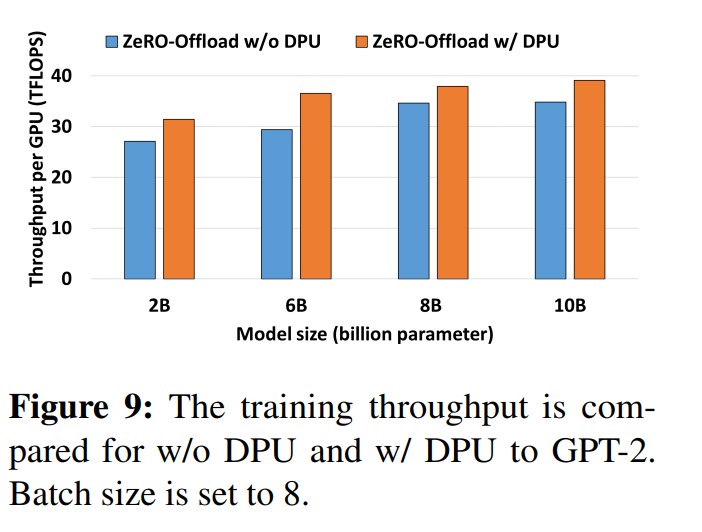 ZeRO-Offload w/o DPU ZeRO-Offload w/ DPU
Throughput per GPU (TFLOPS)
40
30
20
10
0
2B 6B 8B 10B
Model size (billion parameter)
Figure 9: The training throughput is com-
pared for w/o DPU and w/ DPU to GPT-2.
Batch size is set to 8.